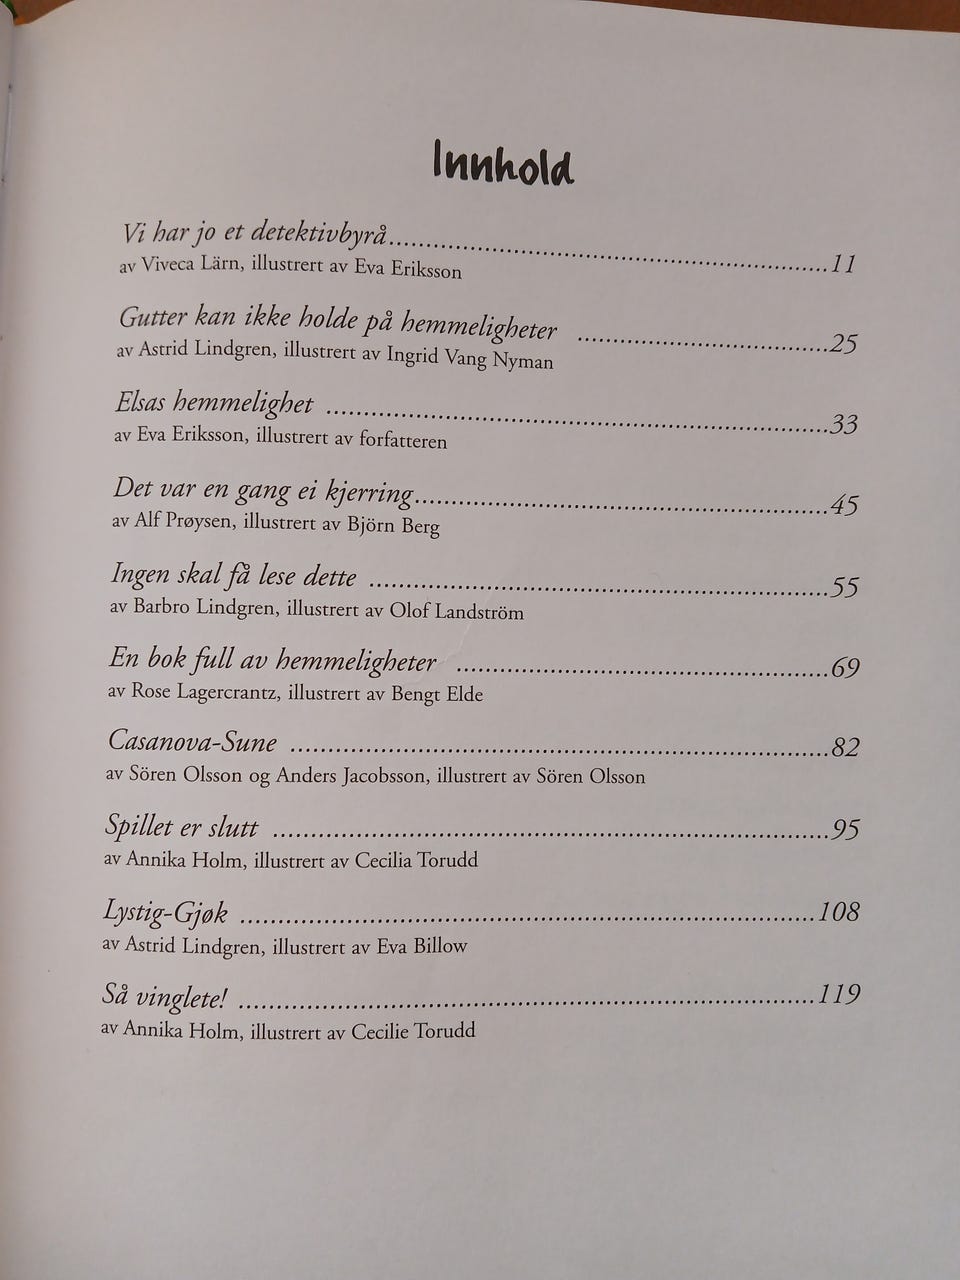 Innhold
Vi har jo et detektivbyrå..........11
av Viveca Lärn, illustrert av Eva Eriksson
Gutter kan ikke holde på hemmeligheter ..........25
av Astrid Lindgren, illustrert av Ingrid Vang Nyman
Elsas hemmelighet ..........33
av Eva Eriksson, illustrert av forfatteren
Det var en gang ei kjerring..........45
av Alf Prøysen, illustrert av Björn Berg
Ingen skal få lese dette ..........55
av Barbro Lindgren, illustrert av Olof Landström
En bok full av hemmeligheter ..........69
av Rose Lagercrantz, illustrert av Bengt Elde
Casanova-Sune ..........82
av Sören Olsson og Anders Jacobsson, illustrert av Sören Olsson
Spillet er slutt ..........95
av Annika Holm, illustrert av Cecilia Torudd
Lystig-Gjøk ..........108
av Astrid Lindgren, illustrert av Eva Billow
Så vinglete! ..........119
av Annika Holm, illustrert av Cecilie Torudd